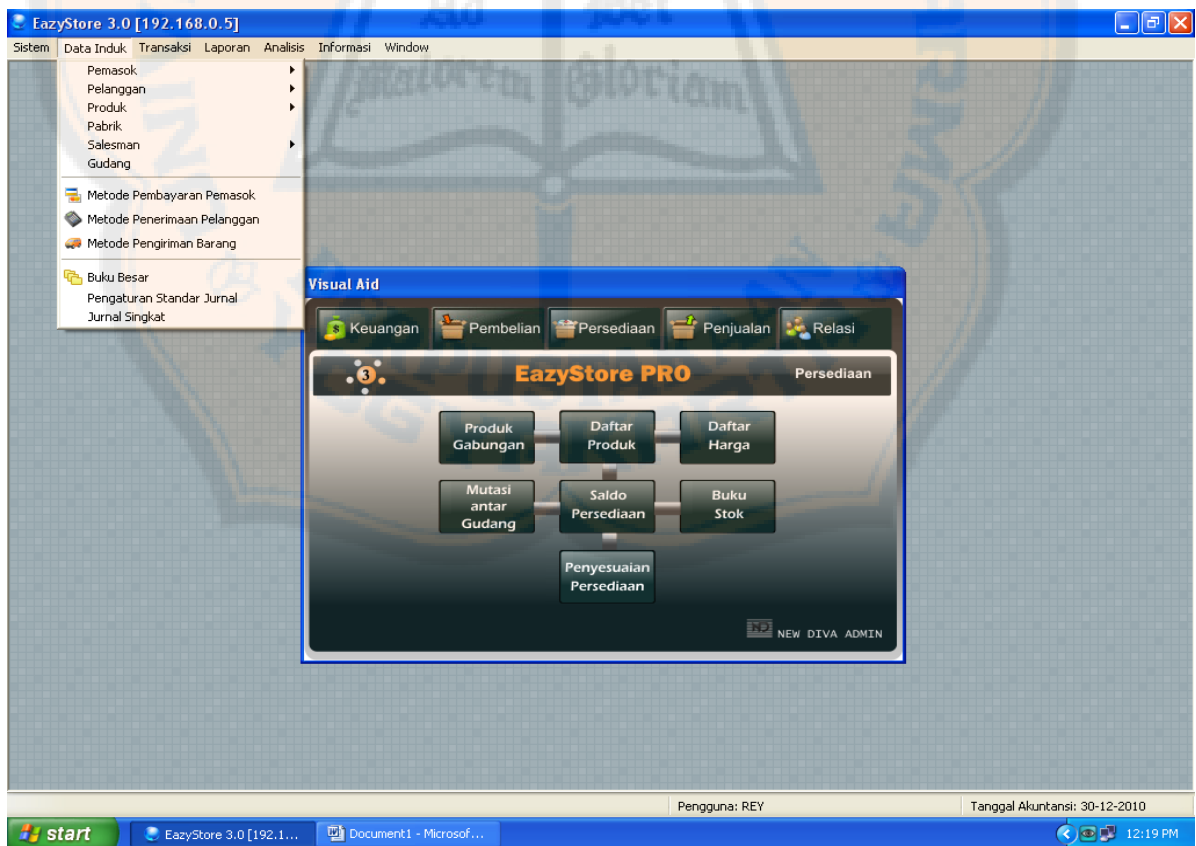 EazyStore 3.0 [192.168.0.5]
Sistem Data Induk Transaksi Laporan Analisis Informasi Window
Ad Dei
Maiorem Gloriam
Pemasok
Pelanggan
Produk
Pabrik
Salesman
Gudang
Metode Pembayaran Pemasok
Metode Penerimaan Pelanggan
Metode Pengiriman Barang
Buku Besar
Pengaturan Standar Jurnal
Jurnal Singkat
Visual Aid
Keuangan Pembelian Persediaan Penjualan Relasi
3 EazyStore PRO Persediaan
Produk
Gabungan
Daftar
Produk
Daftar
Harga
Mutasi
antar
Gudang
Saldo
Persediaan
Buku
Stok
Penyesuaian
Persediaan
NEW DIVA ADMIN
Pengguna: REY Tanggal Akuntansi: 30-12-2010
start EazyStore 3.0 [192.1... Document1 - Microsof... 12:19 PM